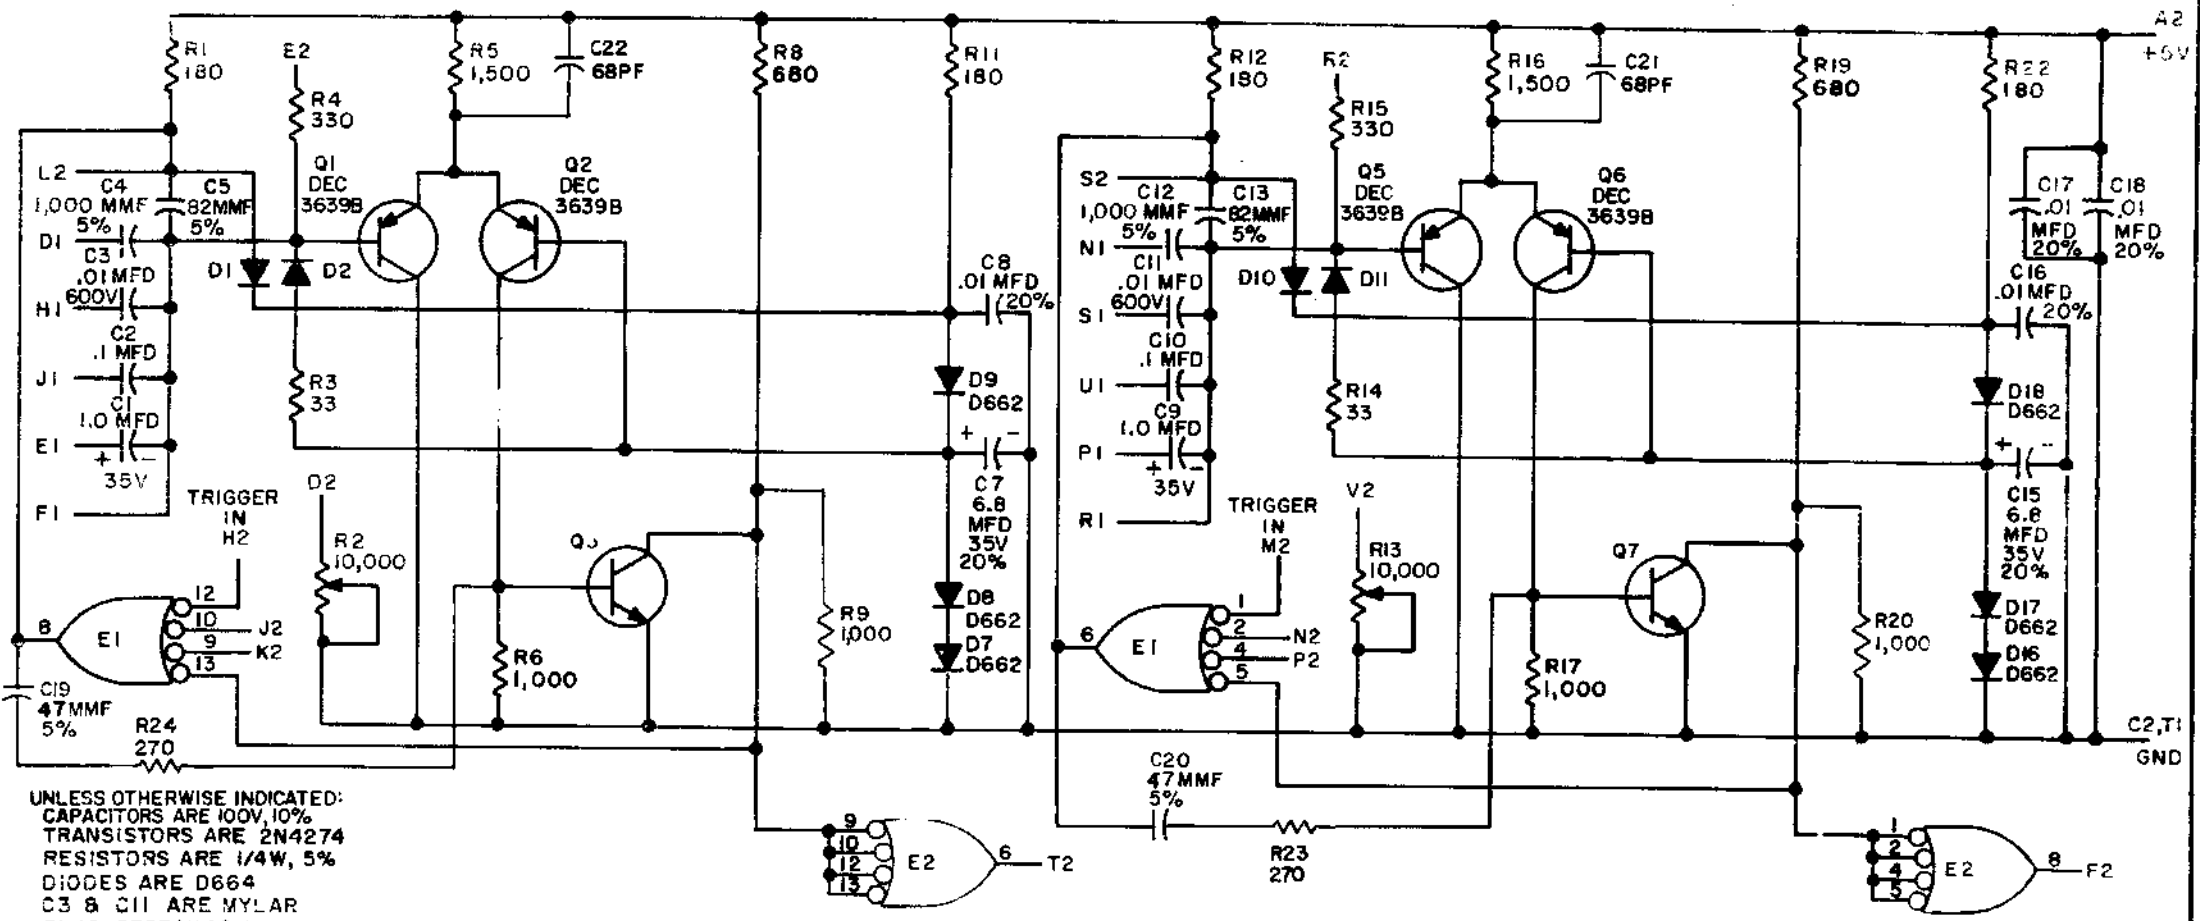 A2
+5V
R1
180
E2
R4
330
R5
1,500
C22
68PF
R8
680
R11
180
R12
180
R2
R15
330
R16
1,500
C21
68PF
R19
680
R22
180
L2
C4
1,000 MMF
5%
C5
82MMF
5%
D1
C3
.01MFD
600V
H1
C2
.1 MFD
J1
C1
1.0 MFD
E1
+ -
35V
F1
Q1
DEC
3639B
Q2
DEC
3639B
D1
D2
R3
33
C8
.01MFD
20%
D9
D662
+ -
C7
6.8
MFD
35V
20%
D8
D662
D7
D662
TRIGGER
IN
H2
D2
R2
10,000
12
10
J2
9
K2
13
8
E1
R6
1,000
R9
1,000
C19
47MMF
5%
R24
270
S2
C12
1,000 MMF
5%
C13
82MMF
5%
N1
C11
.01 MFD
600V
S1
C10
.1 MFD
U1
C9
1.0 MFD
P1
+ -
35V
R1
Q5
DEC
3639B
Q6
DEC
3639B
D10
D11
R14
33
C17
.01
MFD
20%
C18
.01
MFD
20%
C16
.01MFD
20%
D18
D662
+ -
C15
6.8
MFD
35V
20%
D17
D662
D16
D662
TRIGGER
IN
M2
V2
R13
10,000
1
2
N2
4
P2
5
6
E1
Q7
R17
1,000
R20
1,000
C2,T1
GND
C20
47MMF
5%
R23
270
9
10
12
13
E2
6
T2
1
2
4
5
E2
8
F2
UNLESS OTHERWISE INDICATED:
CAPACITORS ARE 100V, 10%
TRANSISTORS ARE 2N4274
RESISTORS ARE 1/4W, 5%
DIODES ARE D664
C3 & C11 ARE MYLAR